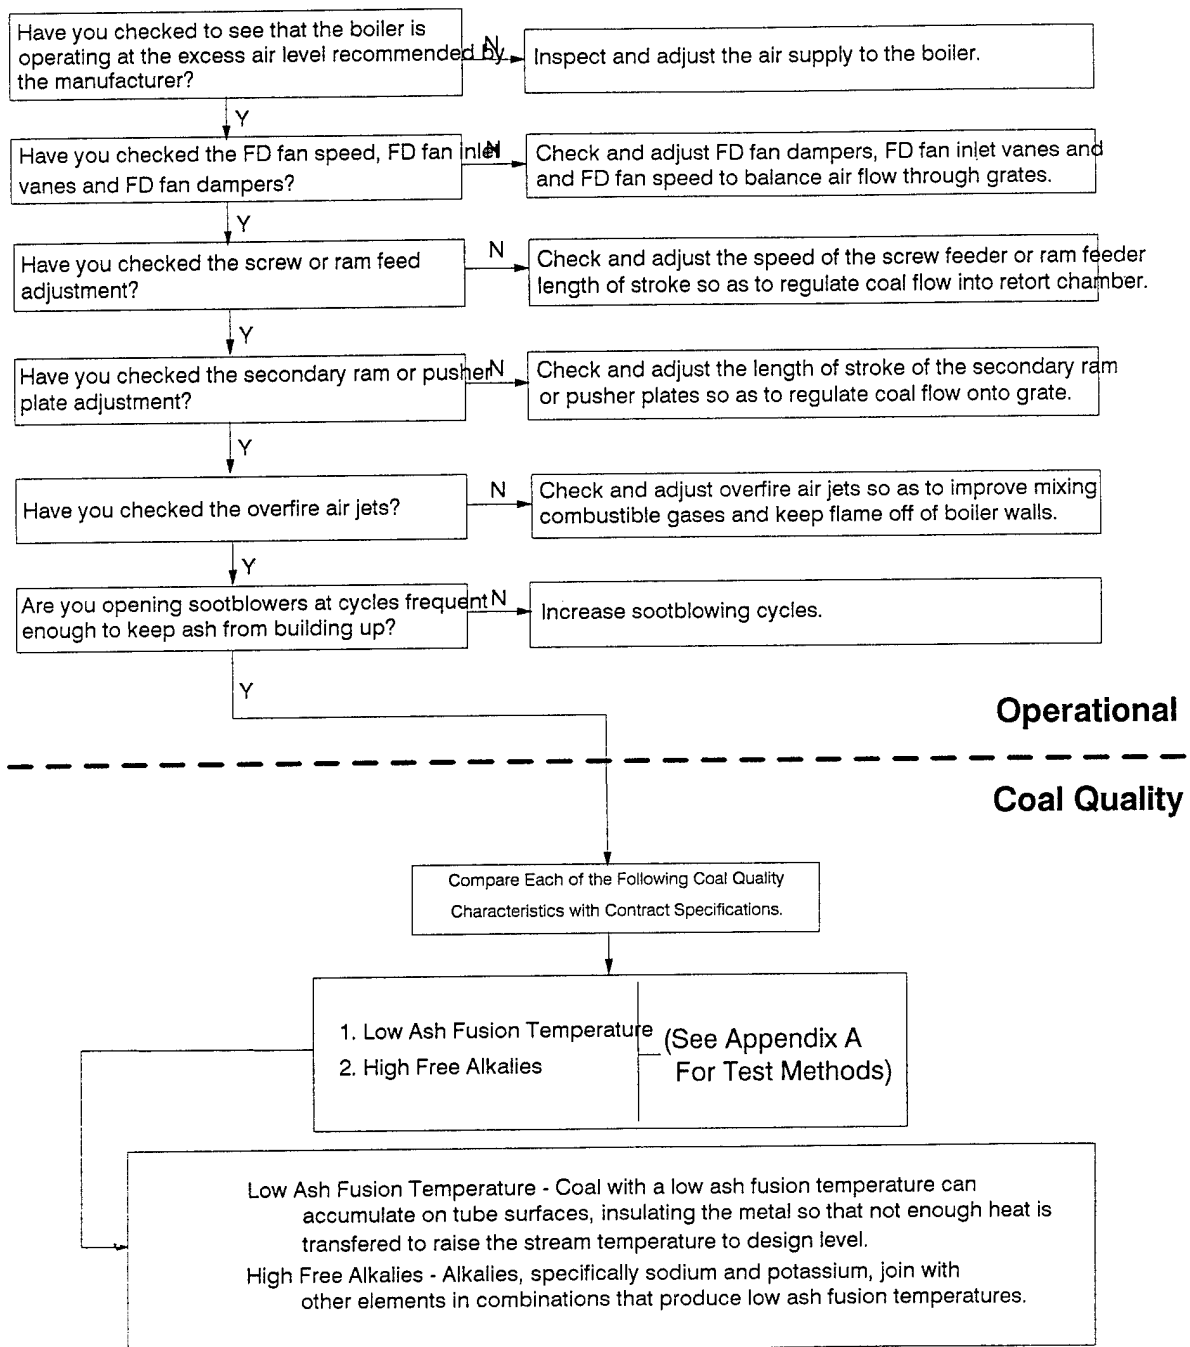 Have you checked to see that the boiler is
operating at the excess air level recommended by
the manufacturer?
N
Inspect and adjust the air supply to the boiler.
Y
Have you checked the FD fan speed, FD fan inlet
vanes and FD fan dampers?
N
Check and adjust FD fan dampers, FD fan inlet vanes and
and FD fan speed to balance air flow through grates.
Y
Have you checked the screw or ram feed
adjustment?
N
Check and adjust the speed of the screw feeder or ram feeder
length of stroke so as to regulate coal flow into retort chamber.
Y
Have you checked the secondary ram or pusher
plate adjustment?
N
Check and adjust the length of stroke of the secondary ram
or pusher plates so as to regulate coal flow onto grate.
Y
Have you checked the overfire air jets?
N
Check and adjust overfire air jets so as to improve mixing
combustible gases and keep flame off of boiler walls.
Y
Are you opening sootblowers at cycles frequent
enough to keep ash from building up?
N
Increase sootblowing cycles.
Y
Operational
Coal Quality
Compare Each of the Following Coal Quality
Characteristics with Contract Specifications.
1. Low Ash Fusion Temperature
2. High Free Alkalies
(See Appendix A
For Test Methods)
Low Ash Fusion Temperature - Coal with a low ash fusion temperature can
accumulate on tube surfaces, insulating the metal so that not enough heat is
transfered to raise the stream temperature to design level.
High Free Alkalies - Alkalies, specifically sodium and potassium, join with
other elements in combinations that produce low ash fusion temperatures.